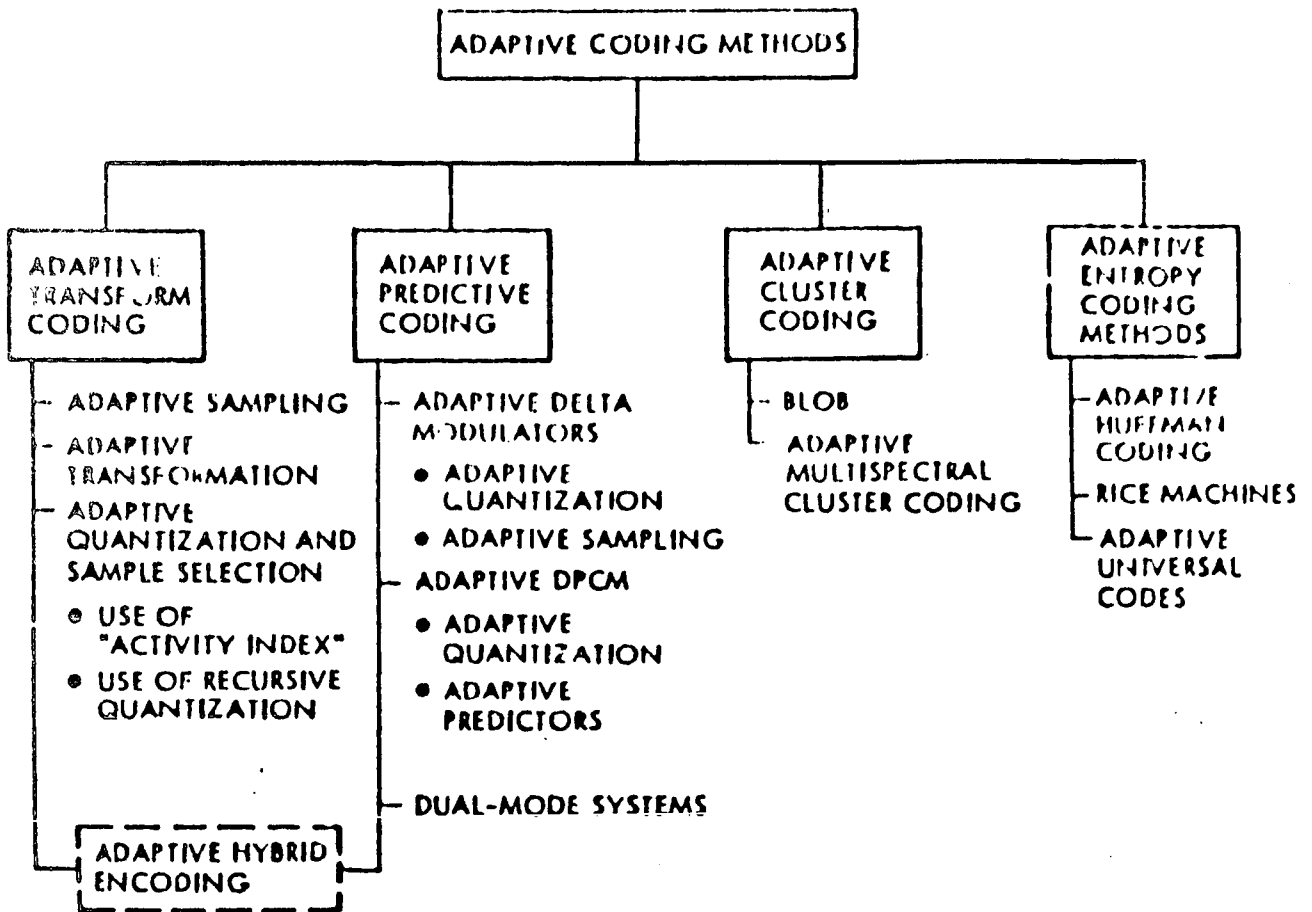 ADAPTIVE CODING METHODS
ADAPTIVE
TRANSFORM
CODING
ADAPTIVE SAMPLING
ADAPTIVE
TRANSFORMATION
ADAPTIVE
QUANTIZATION AND
SAMPLE SELECTION
• USE OF
"ACTIVITY INDEX"
• USE OF RECURSIVE
QUANTIZATION
ADAPTIVE
PREDICTIVE
CODING
ADAPTIVE DELTA
MODULATORS
• ADAPTIVE
QUANTIZATION
• ADAPTIVE SAMPLING
ADAPTIVE DPCM
• ADAPTIVE
QUANTIZATION
• ADAPTIVE
PREDICTORS
DUAL-MODE SYSTEMS
ADAPTIVE HYBRID
ENCODING
ADAPTIVE
CLUSTER
CODING
BLOB
ADAPTIVE
MULTISPECTRAL
CLUSTER CODING
ADAPTIVE
ENTROPY
CODING
METHODS
ADAPTIVE
HUFFMAN
CODING
RICE MACHINES
ADAPTIVE
UNIVERSAL
CODES